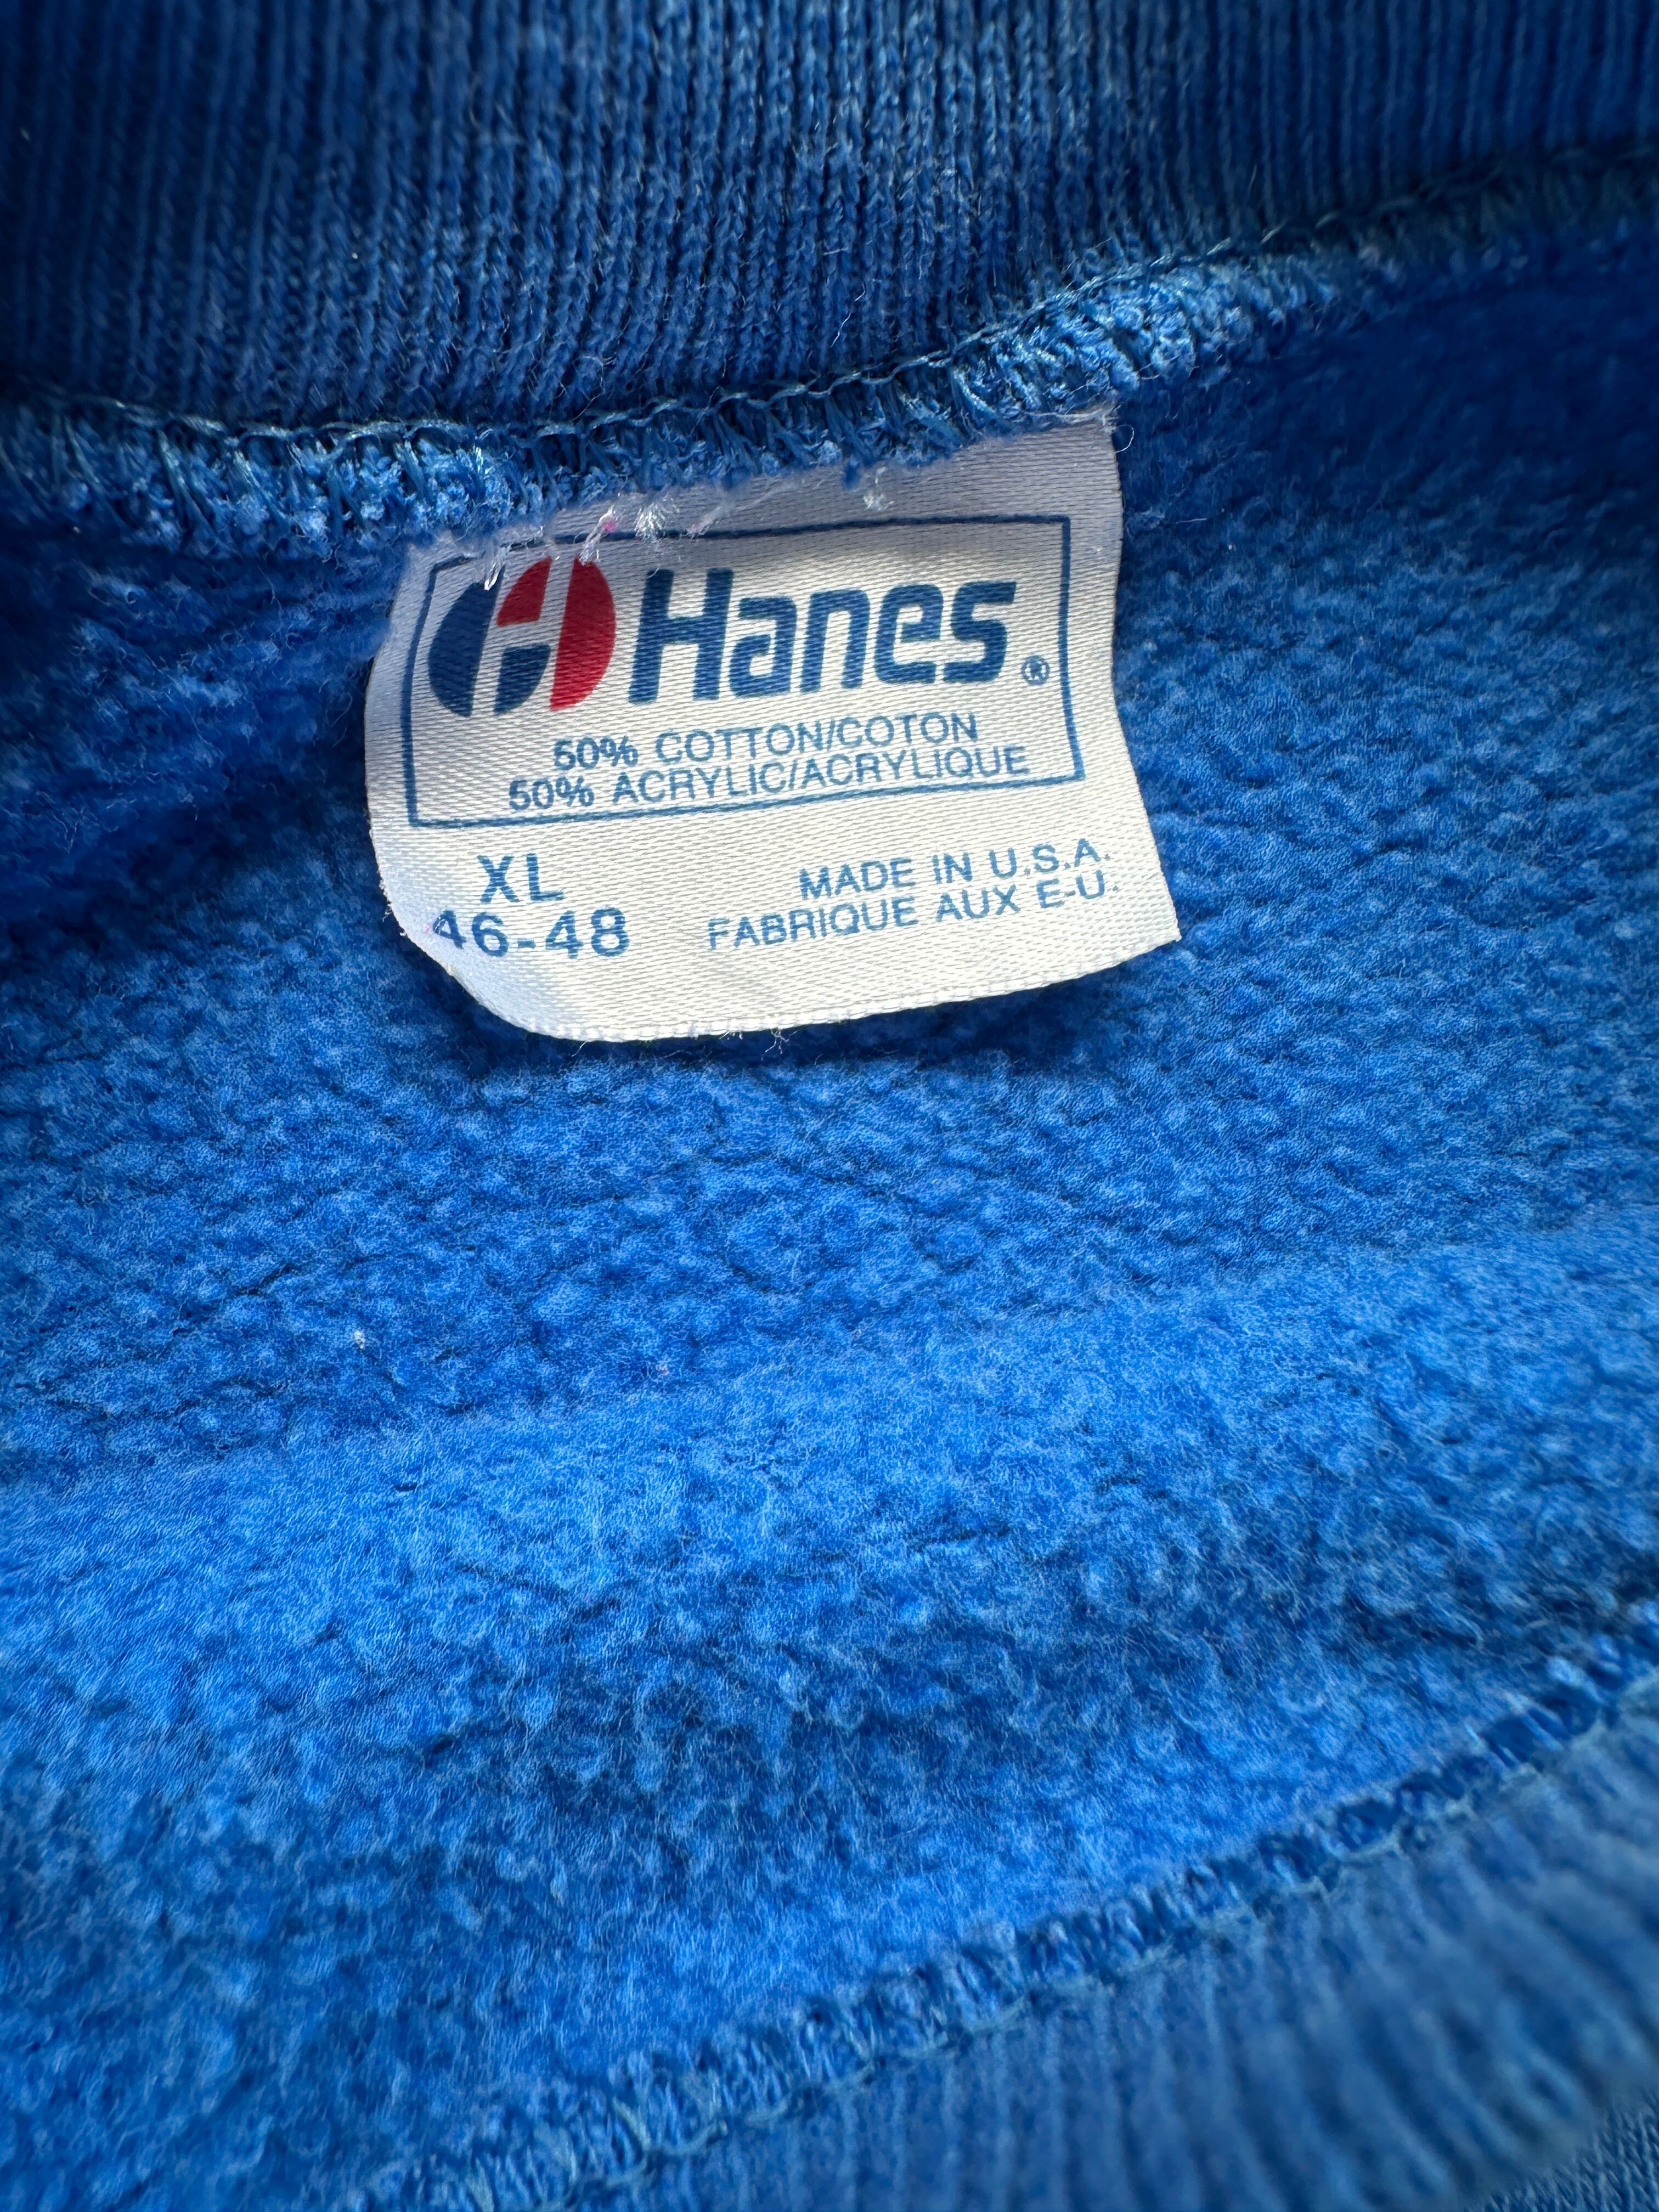 Hanes®
50% COTTON/COTON
50% ACRYLIC/ACRYLIQUE
XL
46-48
MADE IN U.S.A.
FABRIQUE AUX E-U.